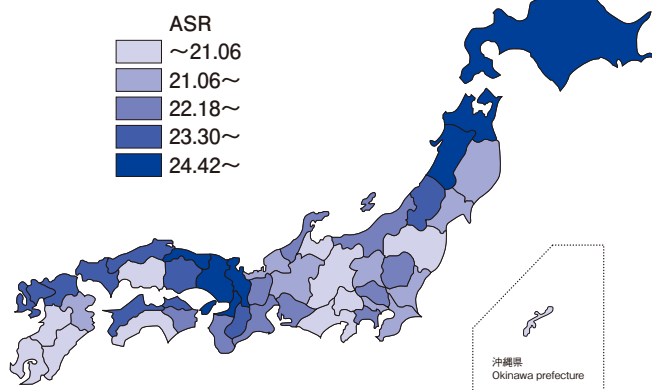 ASR
～21.06
21.06～
22.18～
23.30～
24.42～
沖縄県
Okinawa prefecture